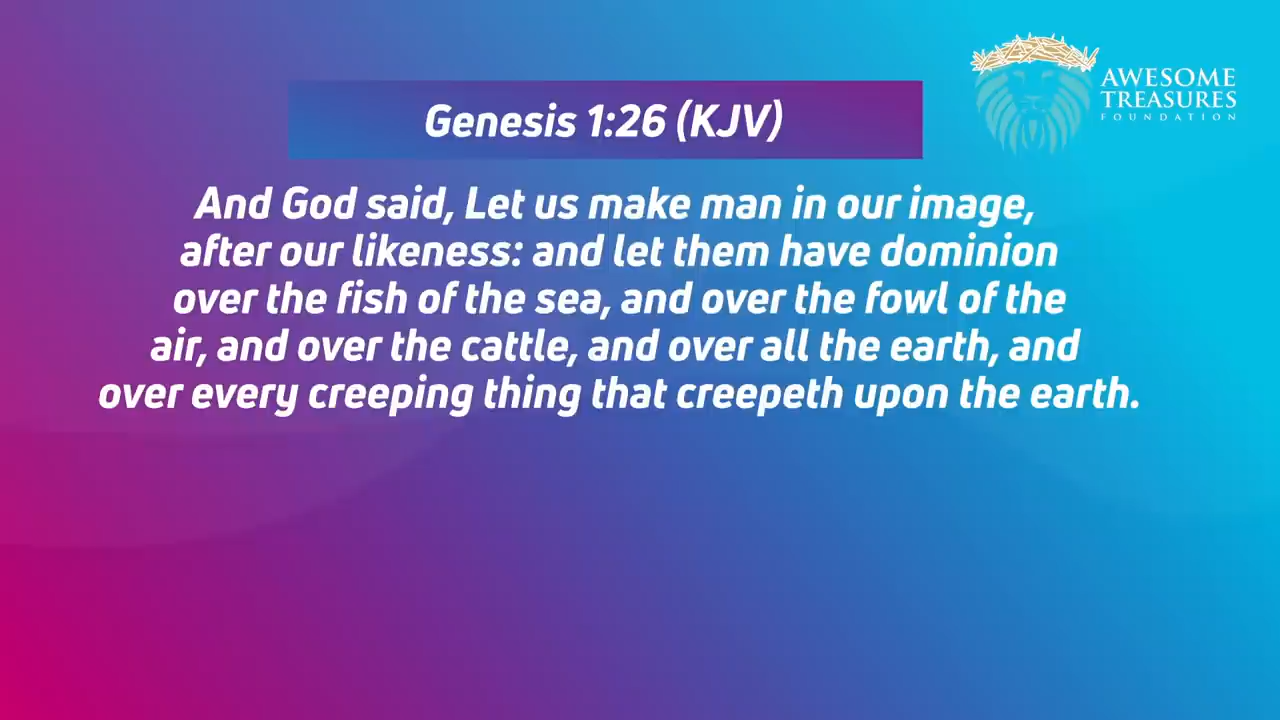 AWESOME
TREASURES
FOUNDATION
Genesis 1:26 (KJV)
And God said, Let us make man in our image,
after our likeness: and let them have dominion
over the fish of the sea, and over the fowl of the
air, and over the cattle, and over all the earth, and
over every creeping thing that creepeth upon the earth.